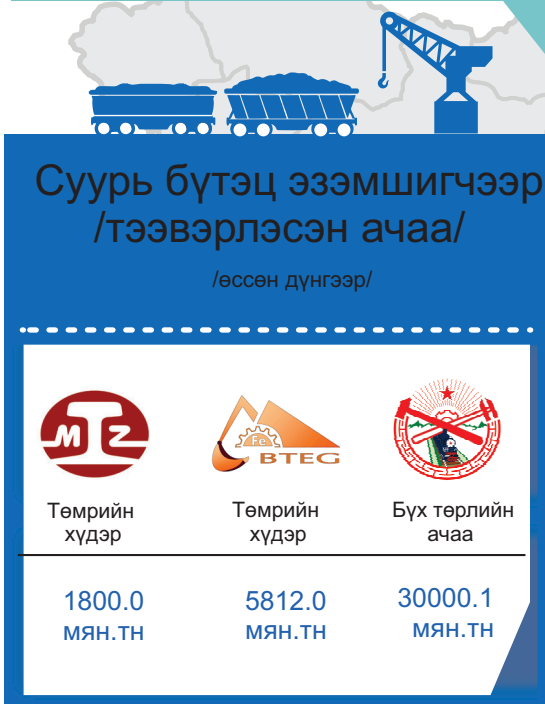 Суурь бүтэц эзэмшигчээр
/тээвэрлэсэн ачаа/
/өссөн дүнгээр/
MTZ
Fe
BTEG
Төмрийн
хүдэр
Төмрийн
хүдэр
Бүх төрлийн
ачаа
1800.0
мян.тн
5812.0
мян.тн
30000.1
мян.тн